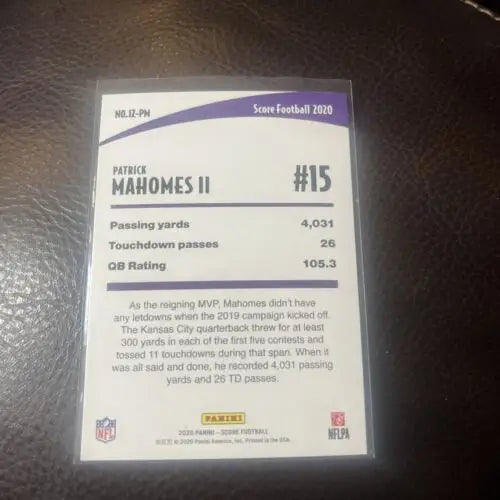 NO.IZ-PM
Score Football 2020
PATRICK
MAHOMES II
#15
Passing yards 4,031
Touchdown passes 26
QB Rating 105.3
As the reigning MVP, Mahomes didn't have
any letdowns when the 2019 campaign kicked off.
The Kansas City quarterback threw for at least
300 yards in each of the first five contests and
tossed 11 touchdowns during that span. When it
was all said and done, he recorded 4,031 passing
yards and 26 TD passes.
PANINI
2020 PANINI – SCORE FOOTBALL
© 2020 Panini America, Inc. Printed in the USA.
NFL
NFLPA